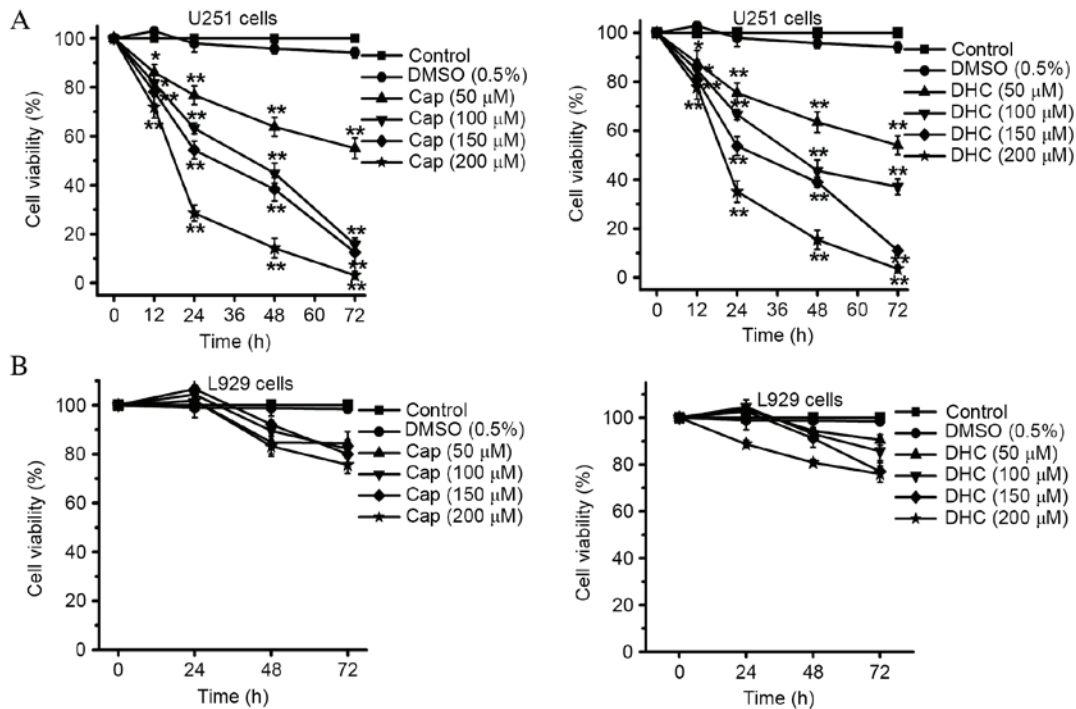 A
U251 cells
Cell viability (%)
100
80
60
40
20
0
0 12 24 36 48 60 72
Time (h)
Control
DMSO (0.5%)
Cap (50 μM)
Cap (100 μM)
Cap (150 μM)
Cap (200 μM)
*
**
**
**
*
**
**
**
**
**
**
**
**
**
**
**
**
U251 cells
Cell viability (%)
100
80
60
40
20
0
0 12 24 36 48 60 72
Time (h)
Control
DMSO (0.5%)
DHC (50 μM)
DHC (100 μM)
DHC (150 μM)
DHC (200 μM)
*
*
**
**
**
**
**
**
**
**
**
**
**
**
**
**
B
L929 cells
Cell viability (%)
100
80
60
40
20
0
0 24 48 72
Time (h)
Control
DMSO (0.5%)
Cap (50 μM)
Cap (100 μM)
Cap (150 μM)
Cap (200 μM)
L929 cells
Cell viability (%)
100
80
60
40
20
0
0 24 48 72
Time (h)
Control
DMSO (0.5%)
DHC (50 μM)
DHC (100 μM)
DHC (150 μM)
DHC (200 μM)